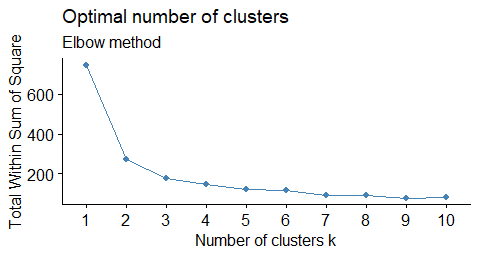 Optimal number of clusters
Elbow method
Total Within Sum of Square
600
400
200
1 2 3 4 5 6 7 8 9 10
Number of clusters k